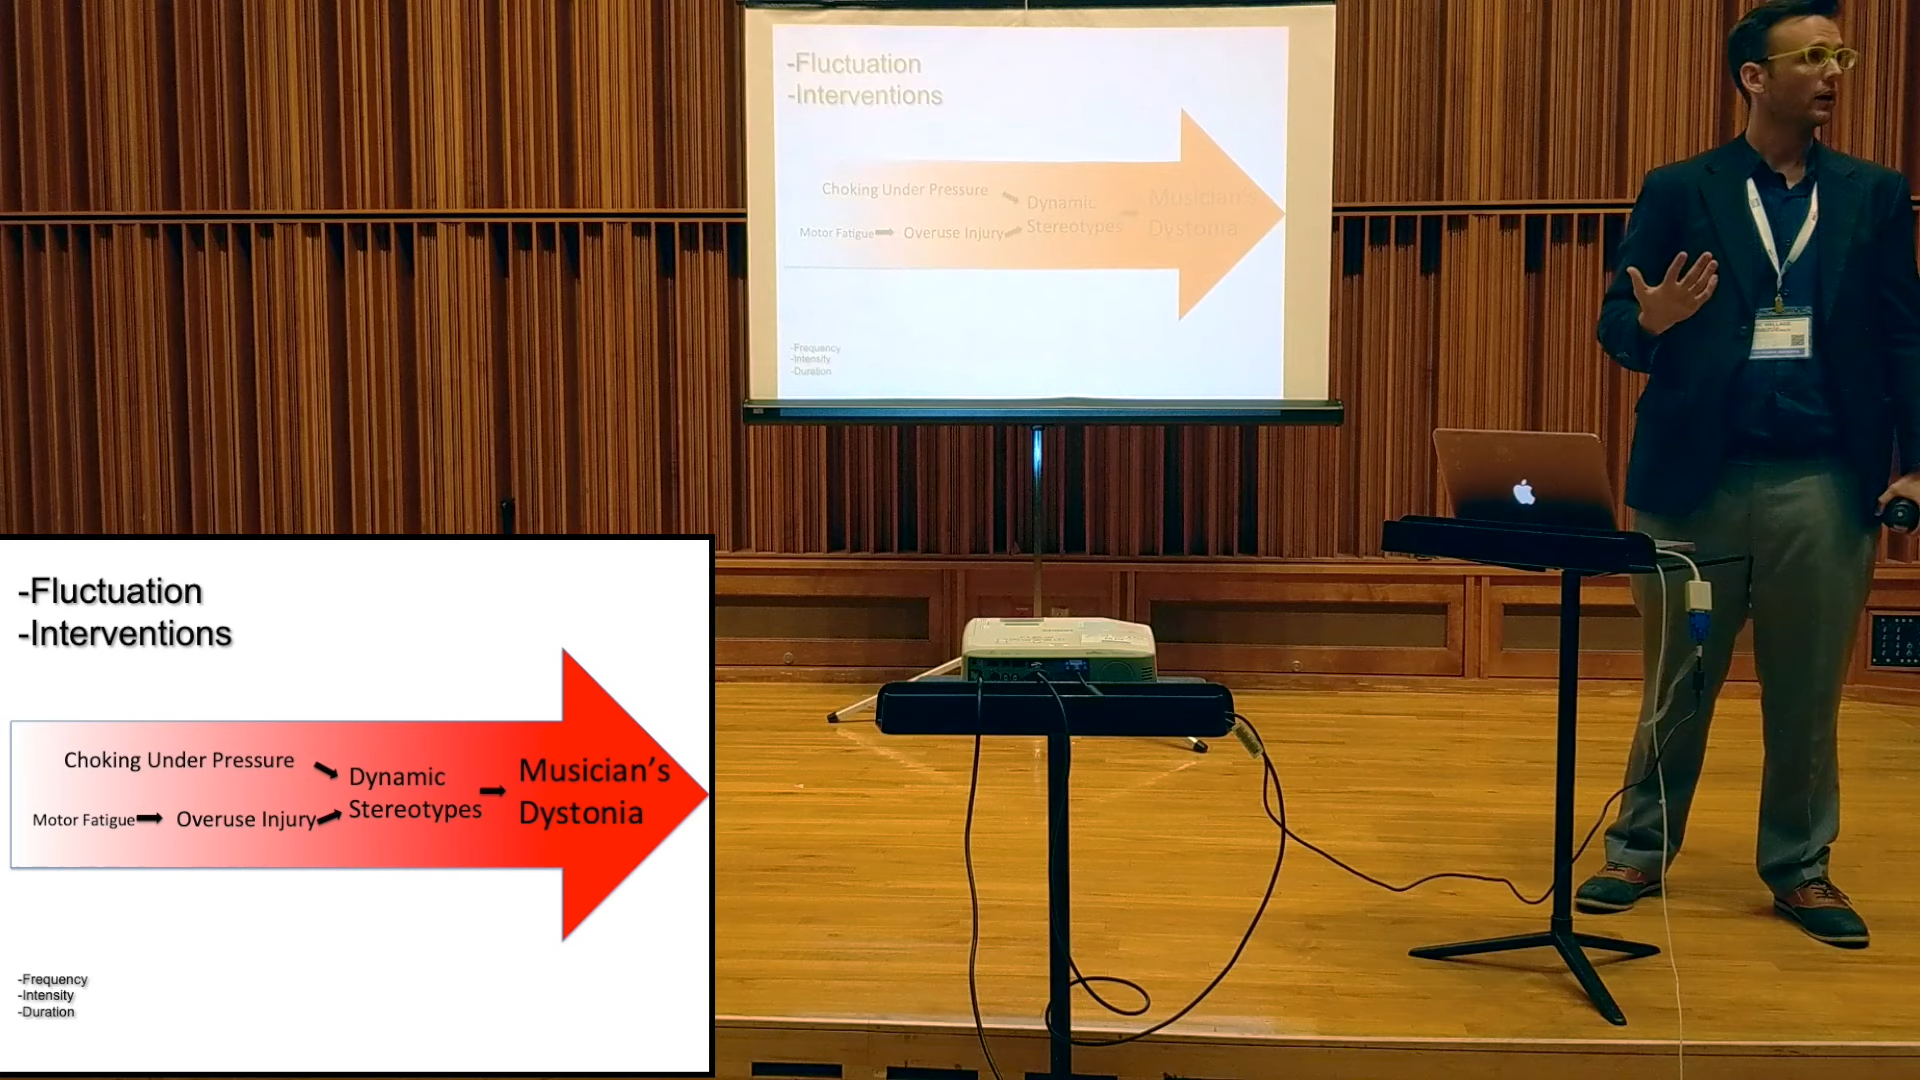 -Fluctuation
-Interventions
Choking Under Pressure
Dynamic
Stereotypes
Musician's
Dystonia
Motor Fatigue
Overuse Injury
-Frequency
-Intensity
-Duration
-Fluctuation
-Interventions
Choking Under Pressure
Dynamic
Stereotypes
Musician’s
Dystonia
Motor Fatigue
Overuse Injury
-Frequency
-Intensity
-Duration